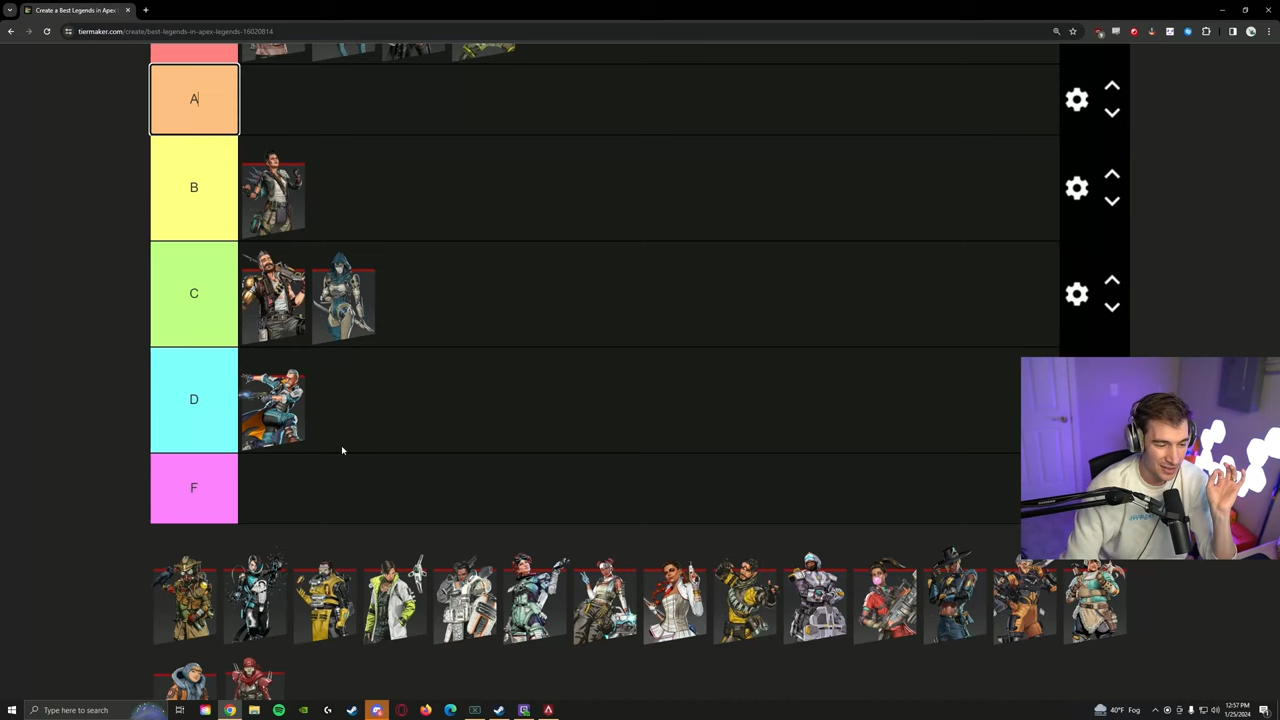 Create a Best Legends in Apex
tiermaker.com/create/best-legends-in-apex-legends-16020814
A
B
C
D
F
Type here to search
40°F Fog
12:57 PM
1/25/2024